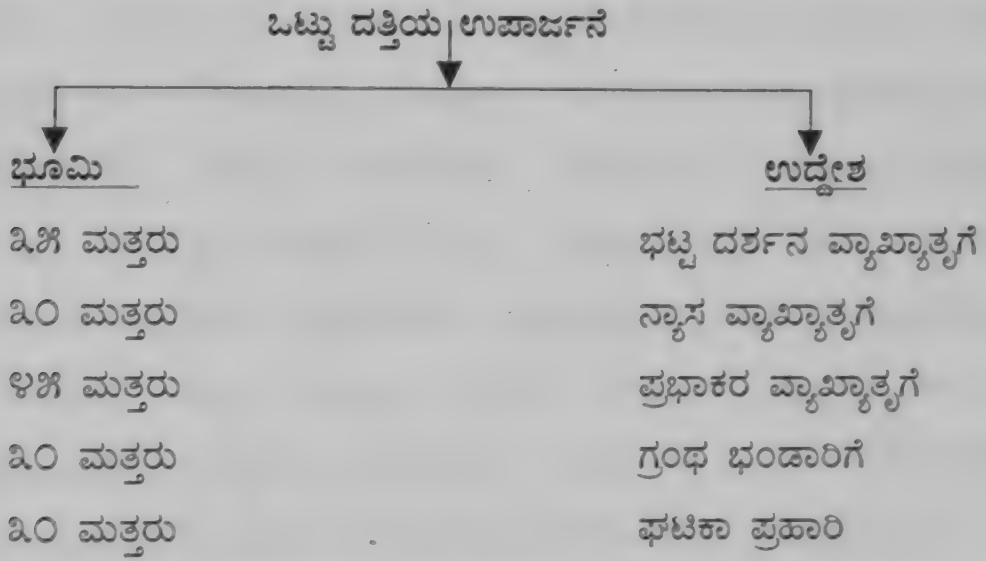 ಒಟ್ಟು ದತ್ತಿಯ ಉಪಾರ್ಜನೆ
ಭೂಮಿ ಉದ್ದೇಶ
೩೫ ಮತ್ತರು ಭಟ್ಟ ದರ್ಶನ ವ್ಯಾಖ್ಯಾತೃಗೆ
೩೦ ಮತ್ತರು ನ್ಯಾಸ ವ್ಯಾಖ್ಯಾತೃಗೆ
೪೫ ಮತ್ತರು ಪ್ರಭಾಕರ ವ್ಯಾಖ್ಯಾತೃಗೆ
೩೦ ಮತ್ತರು ಗ್ರಂಥ ಭಂಡಾರಿಗೆ
೩೦ ಮತ್ತರು ಘಟಿಕಾ ಪ್ರಹಾರಿ